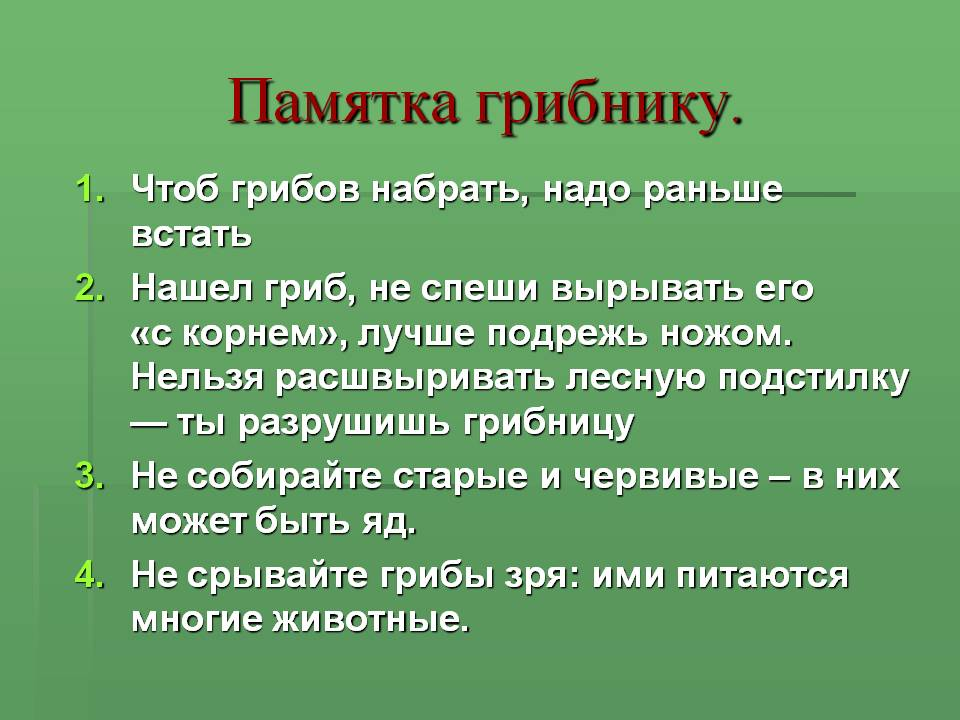 Памятка грибнику.
1. Чтоб грибов набрать, надо раньше
встать
2. Нашел гриб, не спеши вырывать его
«с корнем», лучше подрежь ножом.
Нельзя расшвыривать лесную подстилку
— ты разрушишь грибницу
3. Не собирайте старые и червивые – в них
может быть яд.
4. Не срывайте грибы зря: ими питаются
многие животные.